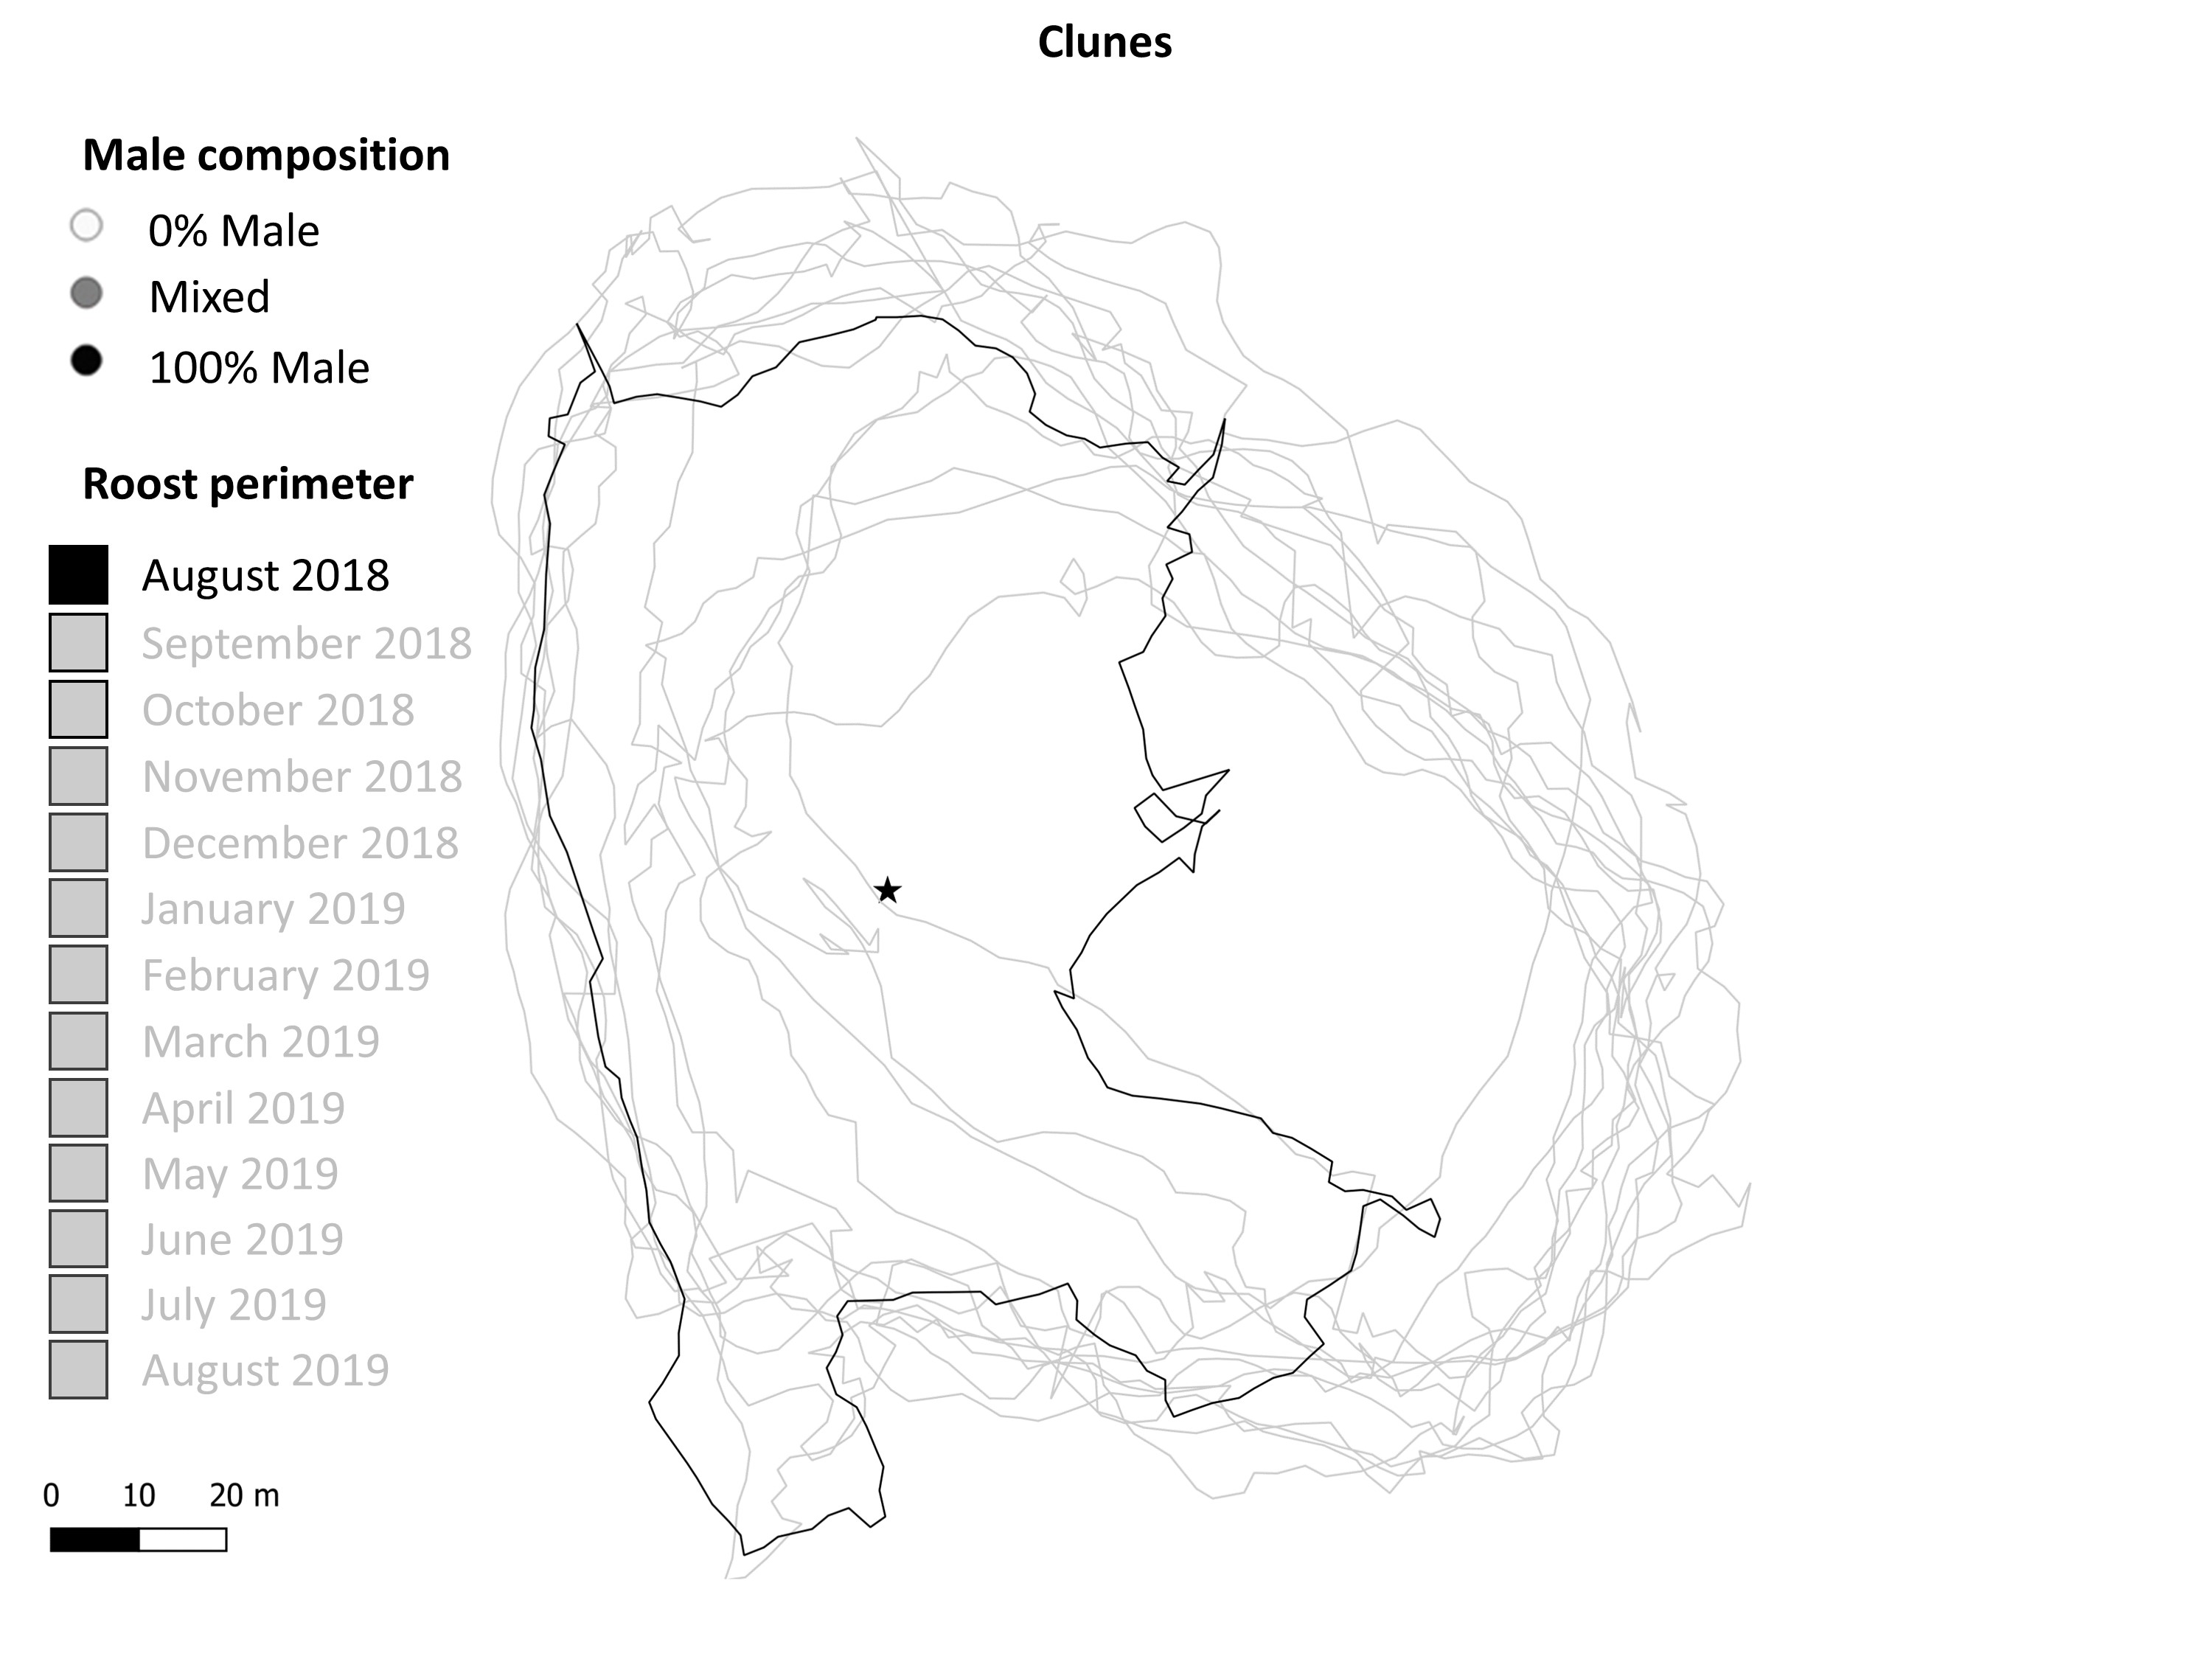 Clunes
Male composition
0% Male
Mixed
100% Male
Roost perimeter
August 2018
September 2018
October 2018
November 2018
December 2018
January 2019
February 2019
March 2019
April 2019
May 2019
June 2019
July 2019
August 2019
0 10 20 m